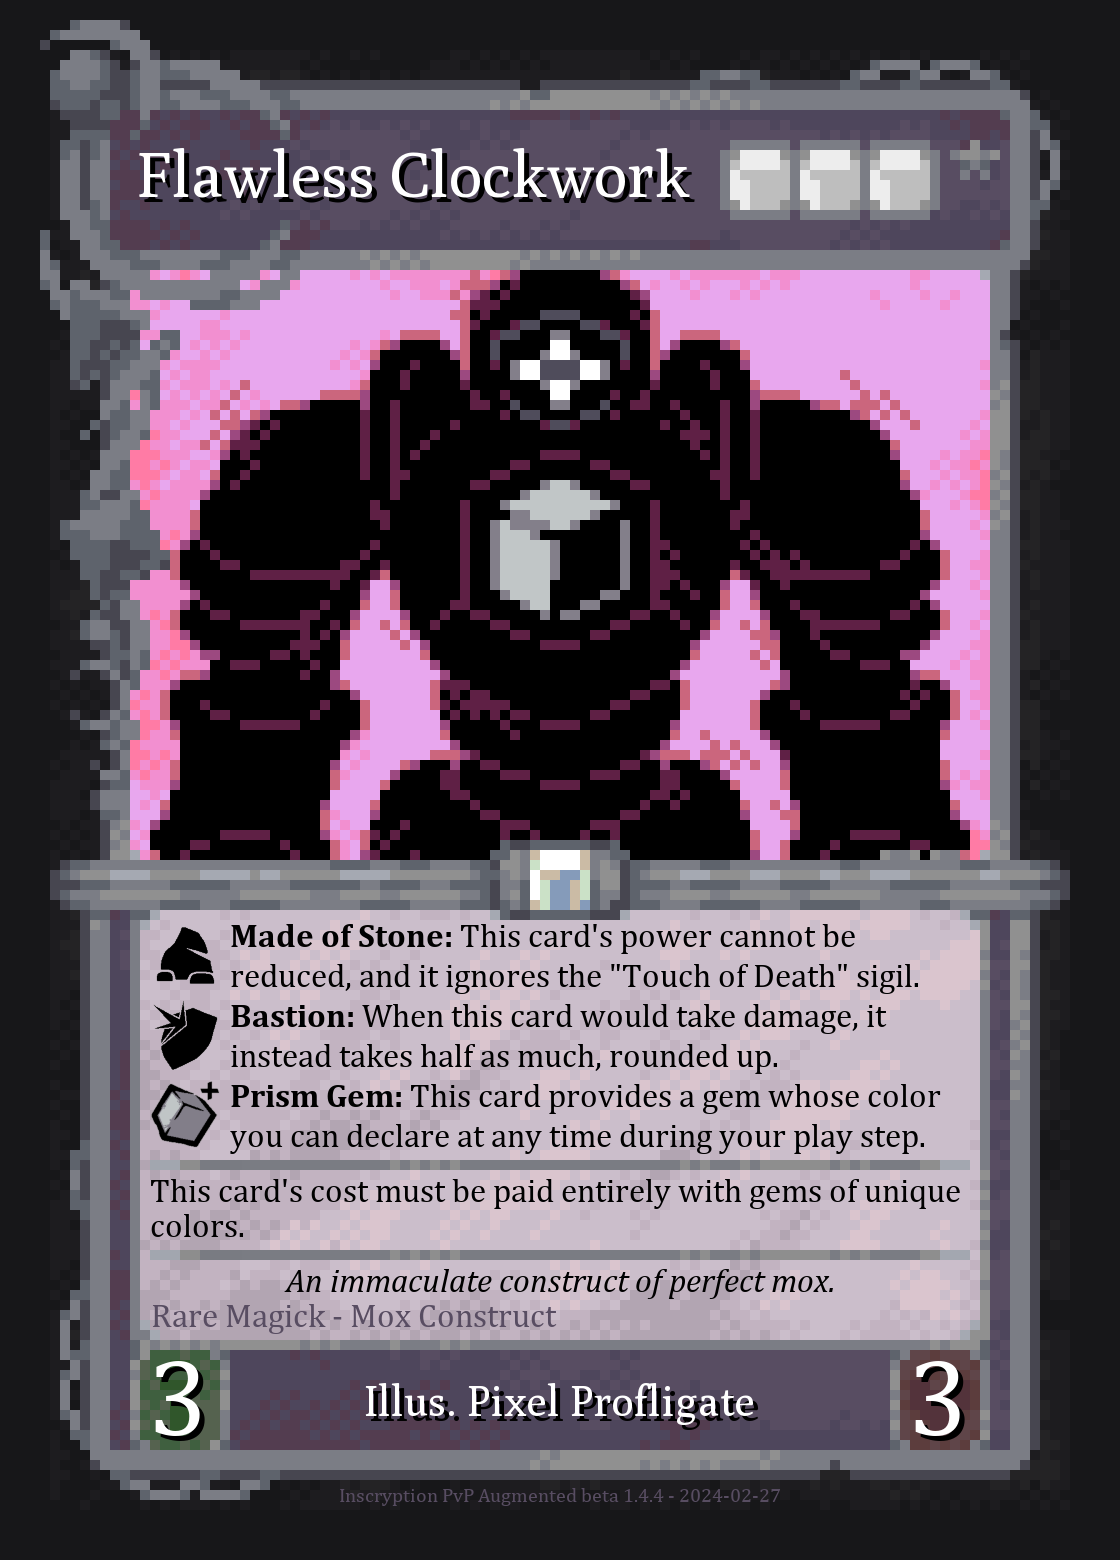 Flawless Clockwork
Made of Stone: This card's power cannot be
reduced, and it ignores the "Touch of Death" sigil.
Bastion: When this card would take damage, it
instead takes half as much, rounded up.
Prism Gem: This card provides a gem whose color
you can declare at any time during your play step.
This card's cost must be paid entirely with gems of unique
colors.
An immaculate construct of perfect mox.
Rare Magick - Mox Construct
3
Illus. Pixel Profligate
3
Inscryption PvP Augmented beta 1.4.4 - 2024-02-27